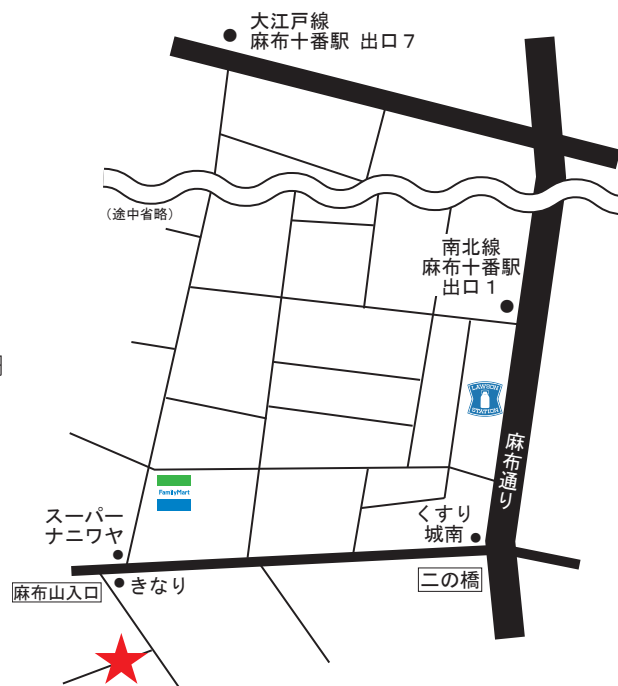 大江戸線
麻布十番駅 出口7
（途中省略）
南北線
麻布十番駅
出口1
LAWSON
STATION
麻布通り
FamilyMart
スーパー
ナニワヤ
くすり
城南
麻布山入口
きなり
二の橋